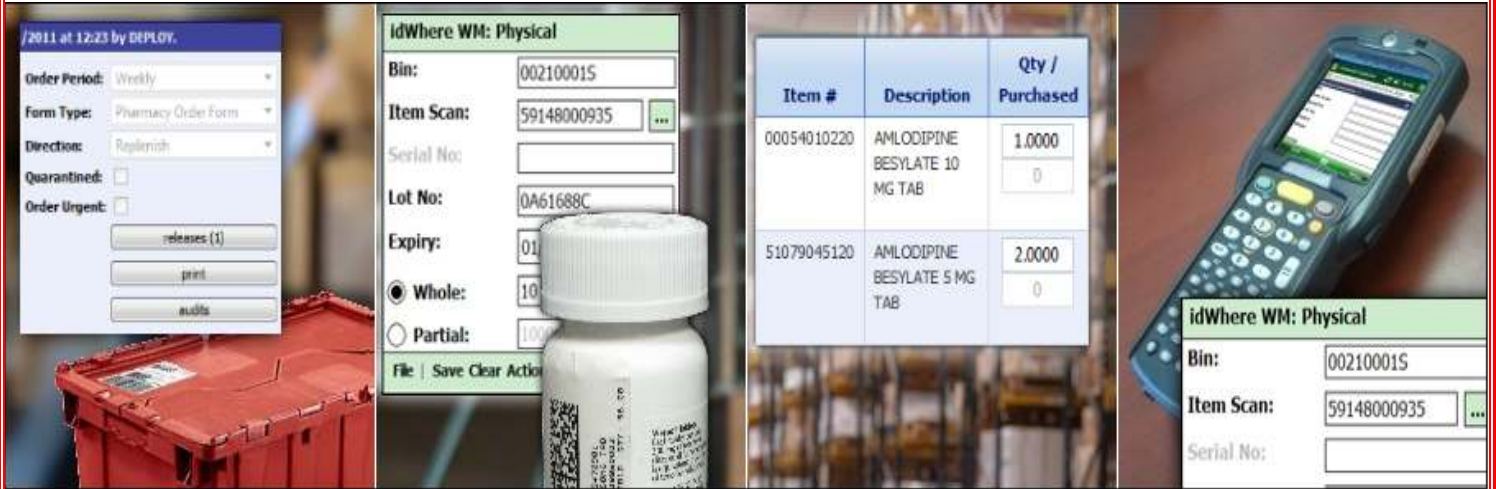 /2011 at 12:23 by DEPLOY.
Order Period: Weekly
Form Type: Pharmacy Order Form
Direction: Replenish
Quarantined:
Order Urgent:
releases (1)
print
audits
idWhere WM: Physical
Bin: 00210001S
Item Scan: 59148000935 ...
Serial No:
Lot No: 0A61688C
Expiry: 01
Whole: 10
Partial: 100
File | Save Clear Actio
Item # Description Qty / Purchased
00054010220 AMLODIPINE BESYLATE 10 MG TAB 1.0000
0
51079045120 AMLODIPINE BESYLATE 5 MG TAB 2.0000
0
idWhere WM: Physical
Bin: 00210001S
Item Scan: 59148000935 ...
Serial No: